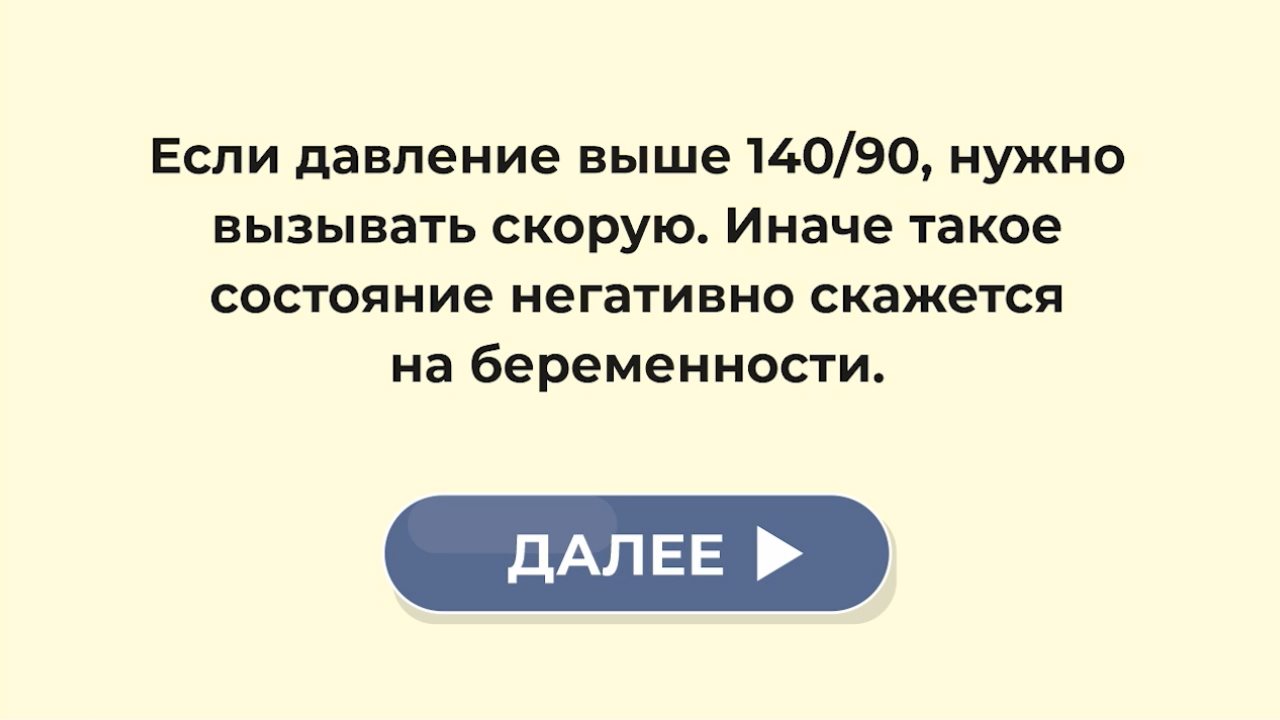 Если давление выше 140/90, нужно
вызывать скорую. Иначе такое
состояние негативно скажется
на беременности.
ДАЛЕЕ